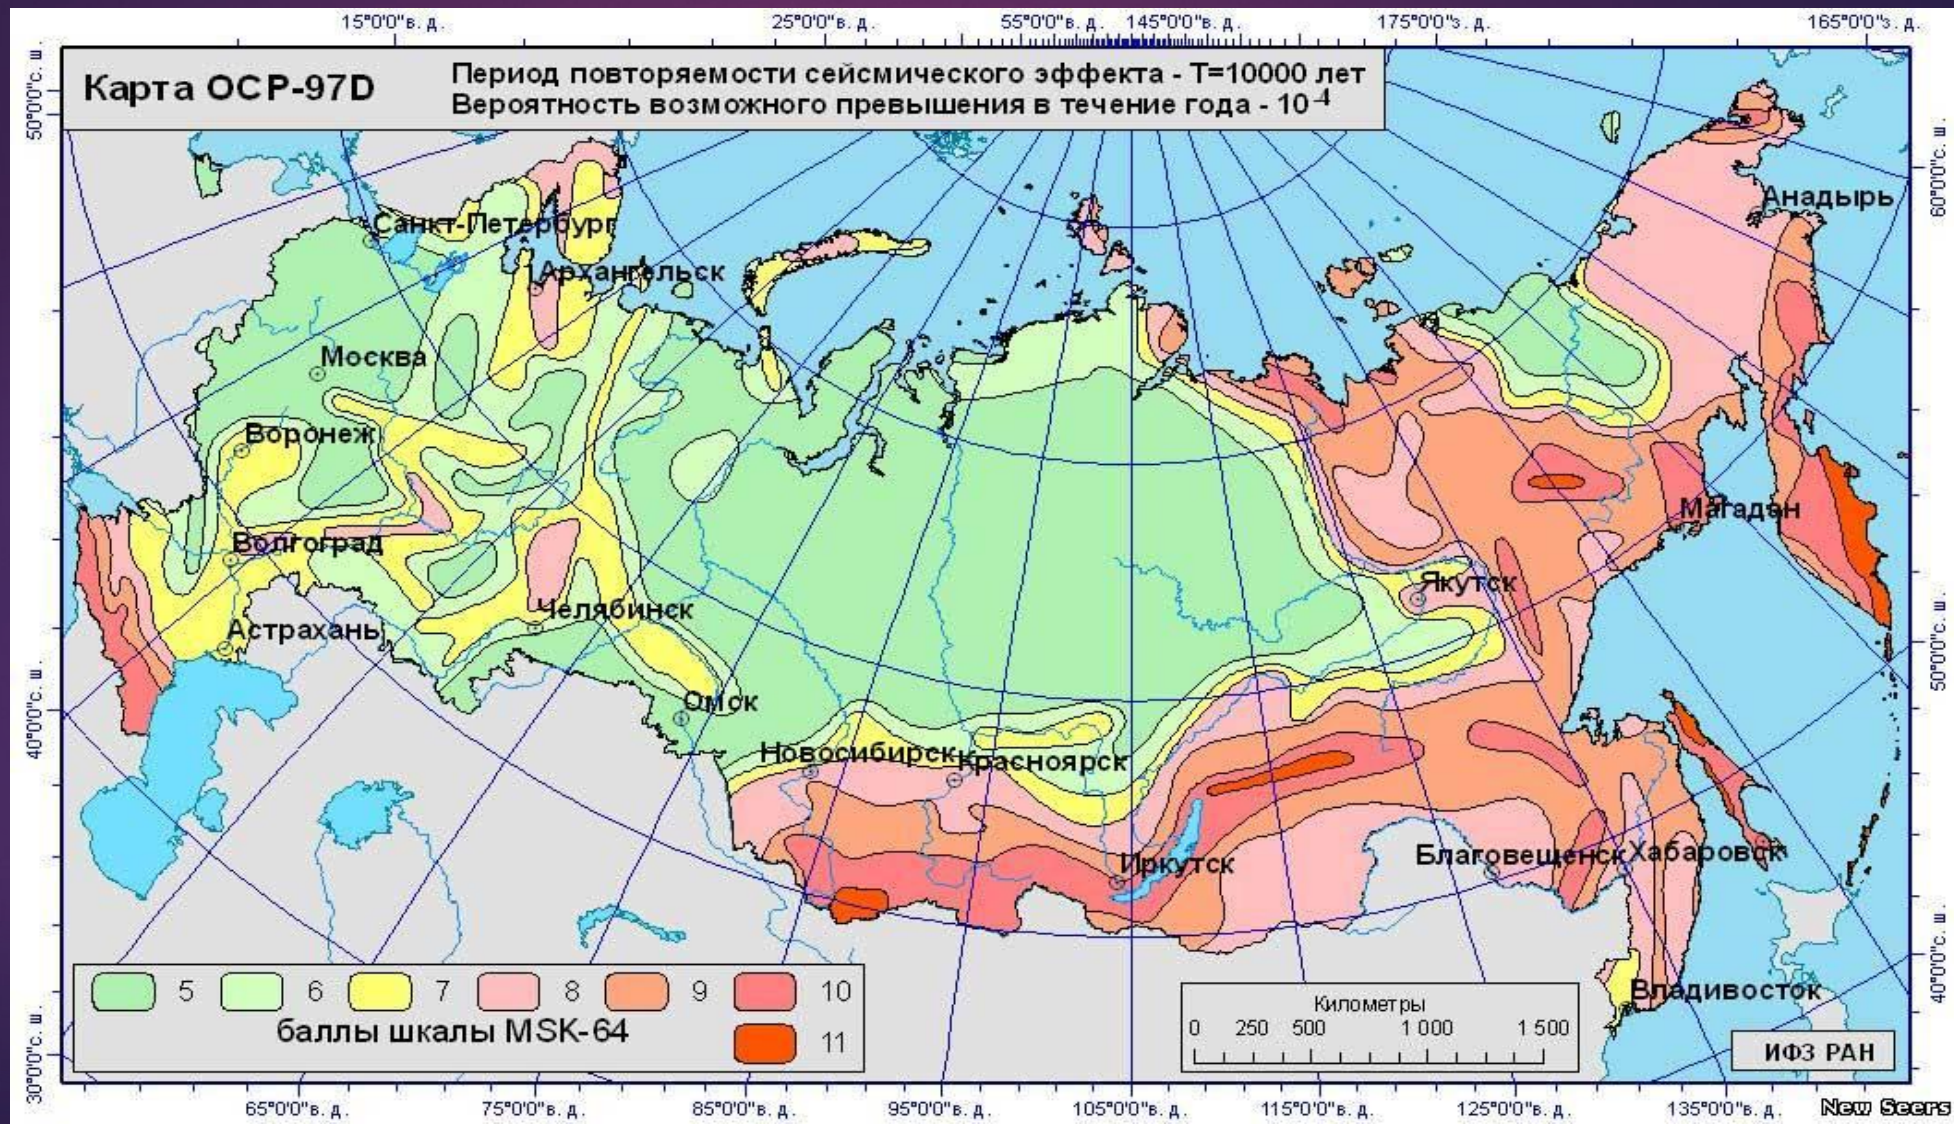 15°0'0"в. д.
25°0'0"в. д.
55°0'0"в. д.
145°0'0"в. д.
175°0'0"з. д.
165°0'0"з. д.
Карта ОСР-97D
Период повторяемости сейсмического эффекта - Т=10000 лет
Вероятность возможного превышения в течение года - 10⁻⁴
50°0'0"с. ш.
60°0'0"с. ш.
Анадырь
Санкт-Петербург
Архангельск
Москва
Воронеж
Магадан
Волгоград
Якутск
Челябинск
Астрахань
50°0'0"с. ш.
40°0'0"с. ш.
Омск
Новосибирск
Красноярск
Иркутск
Благовещенск
Хабаровск
40°0'0"с. ш.
Владивосток
5 6 7 8 9 10
баллы шкалы MSK-64
11
Километры
0 250 500 1 000 1 500
ИФЗ РАН
30°0'0"с. ш.
65°0'0"в. д.
75°0'0"в. д.
85°0'0"в. д.
95°0'0"в. д.
105°0'0"в. д.
115°0'0"в. д.
125°0'0"в. д.
135°0'0"в. д.
New Seers